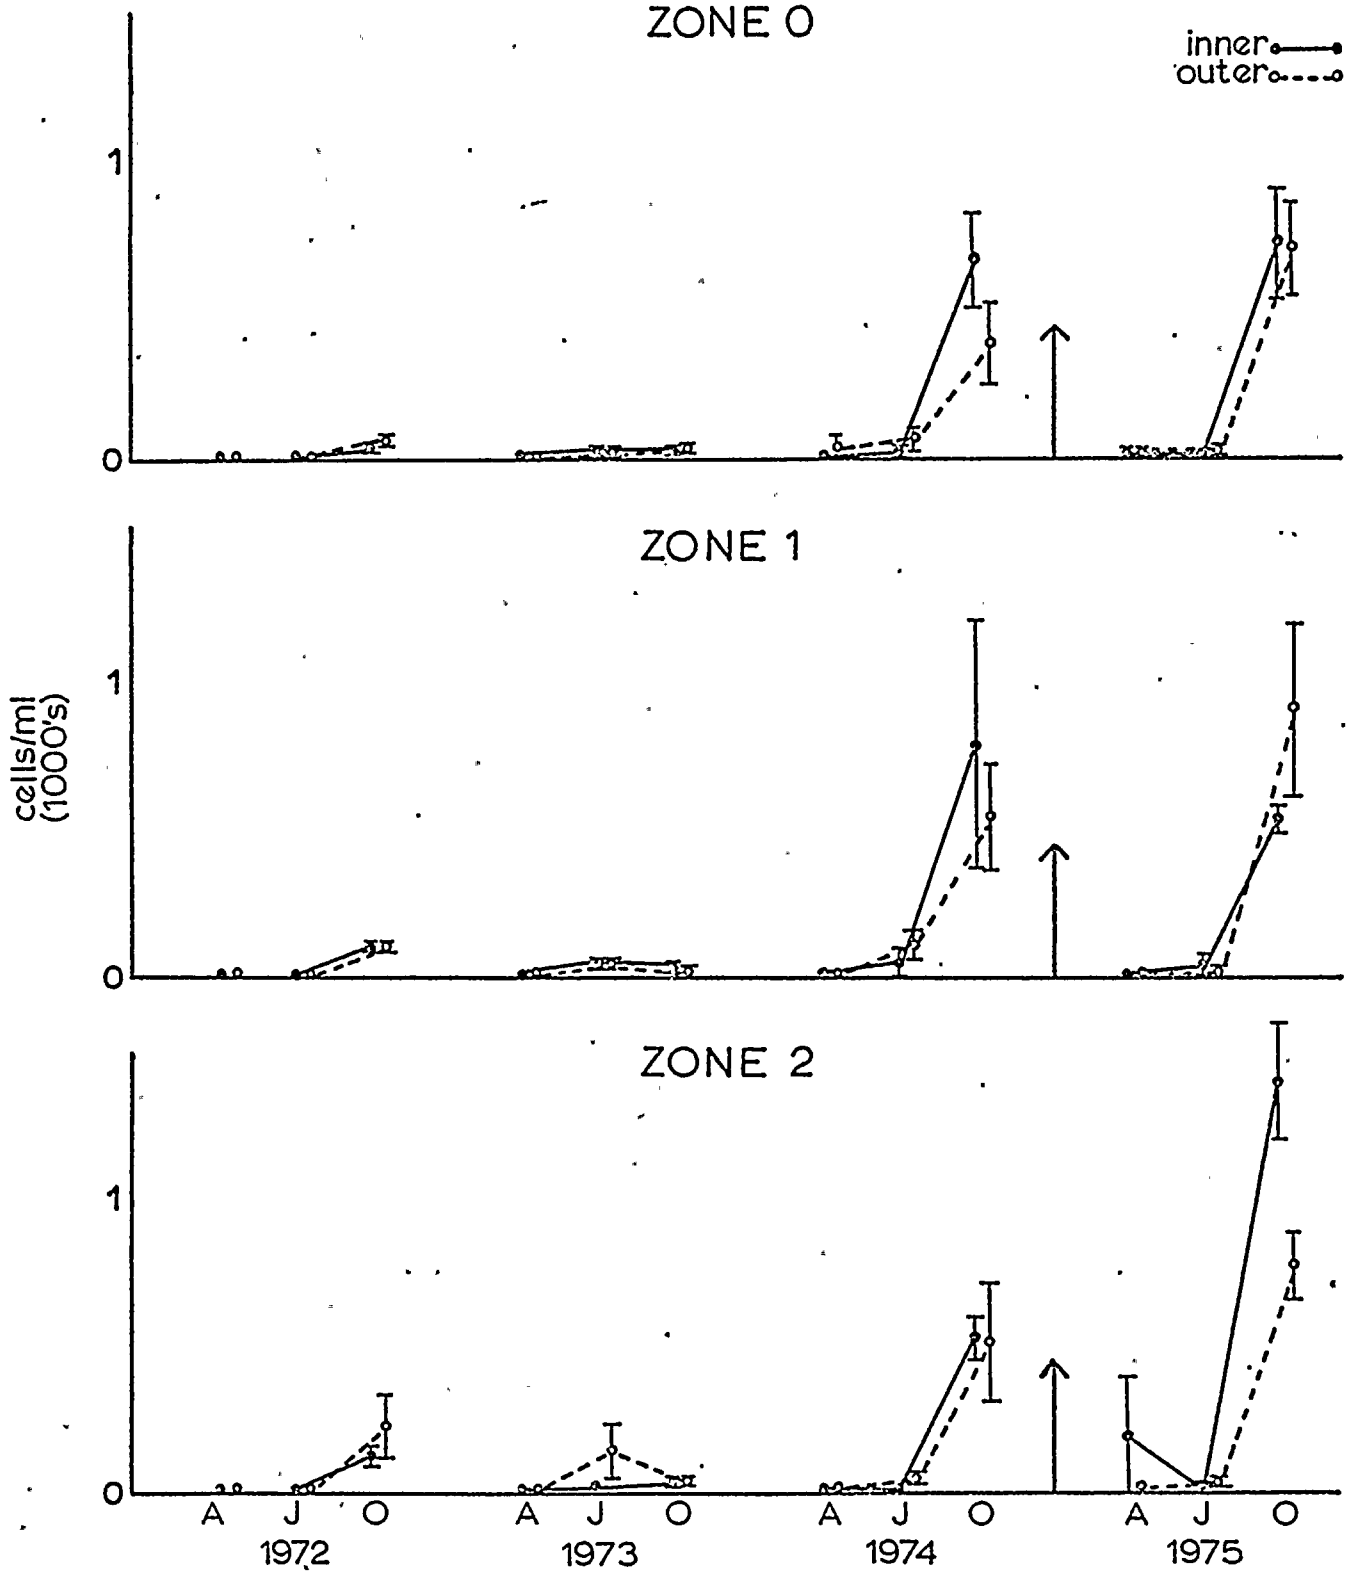 ZONE 0
inner
outer
1
0
ZONE 1
1
cells/ml
(1000's)
0
ZONE 2
1
0
A J O A J O A J O A J O
1972 1973 1974 1975